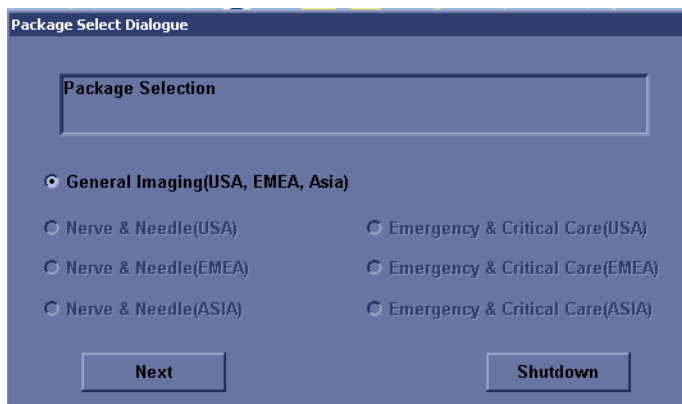 Package Select Dialogue
Package Selection
General Imaging(USA, EMEA, Asia)
Nerve & Needle(USA)
Emergency & Critical Care(USA)
Nerve & Needle(EMEA)
Emergency & Critical Care(EMEA)
Nerve & Needle(ASIA)
Emergency & Critical Care(ASIA)
Next
Shutdown